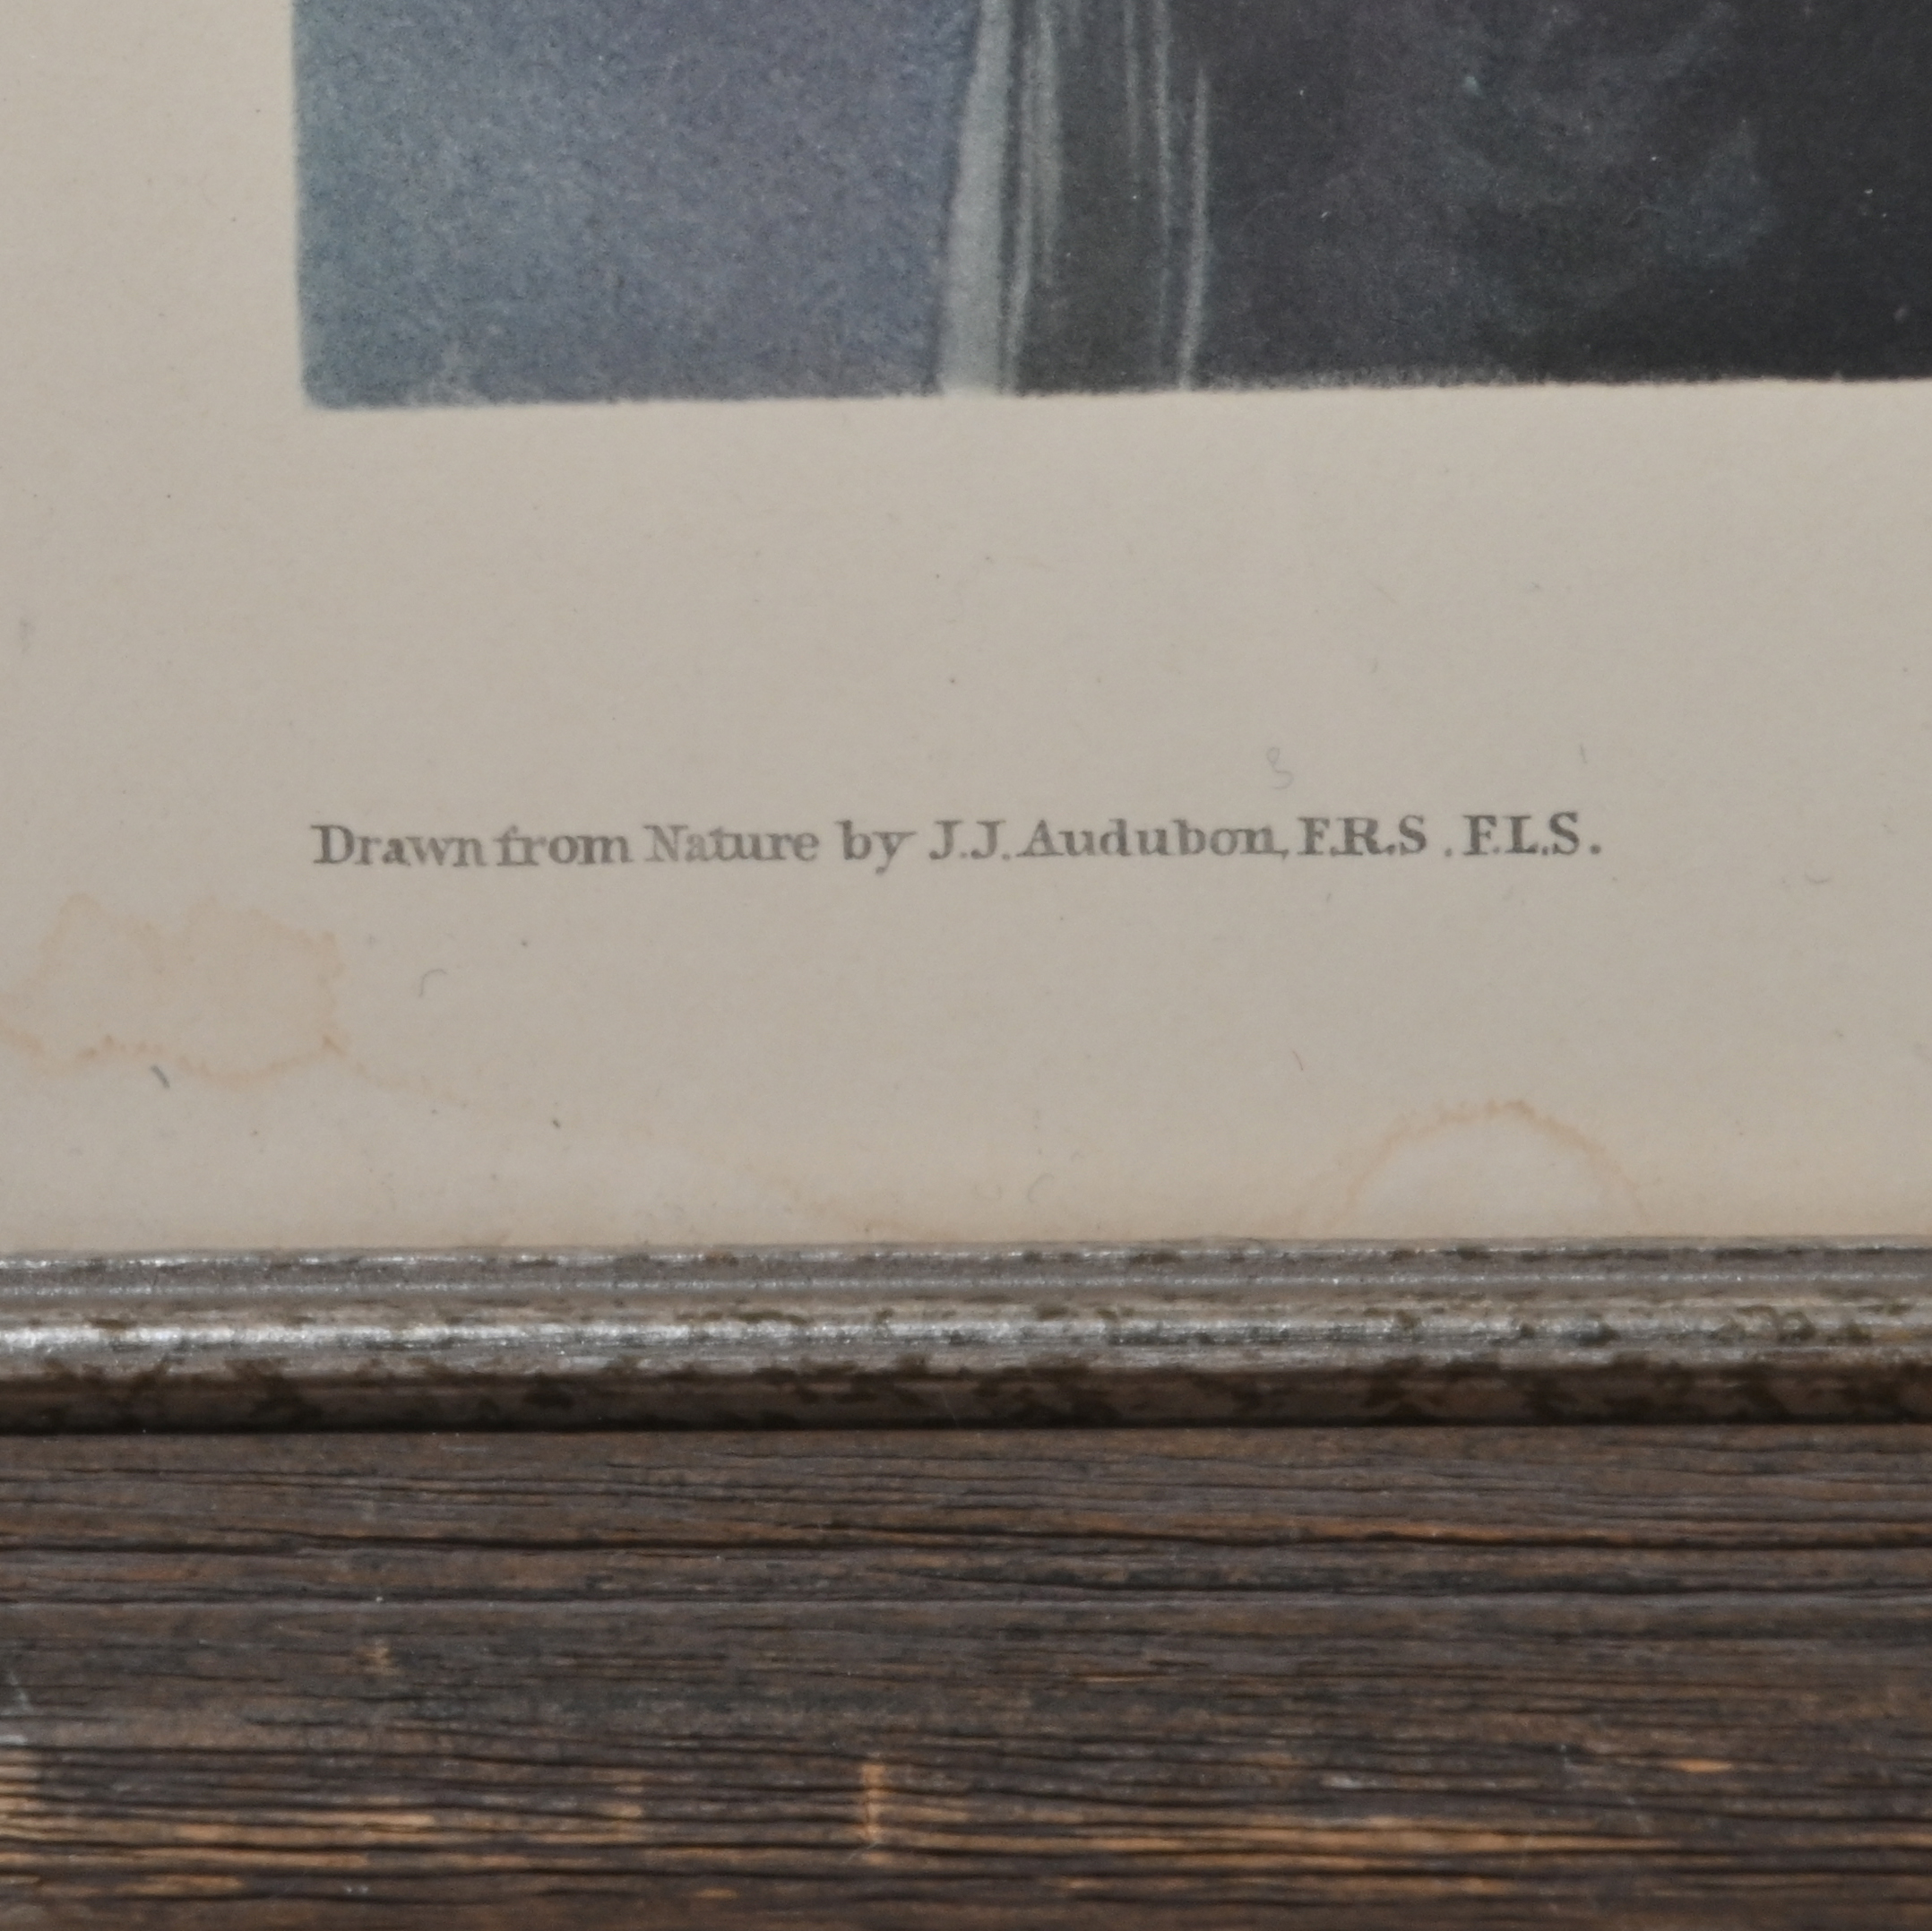 Drawn from Nature by J.J. Audubon, F.R.S. F.L.S.